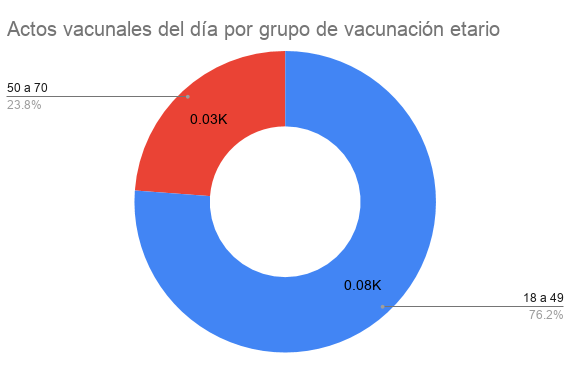 Actos vacunales del día por grupo de vacunación etario
50 a 70
23.8%
0.03K
0.08K
18 a 49
76.2%